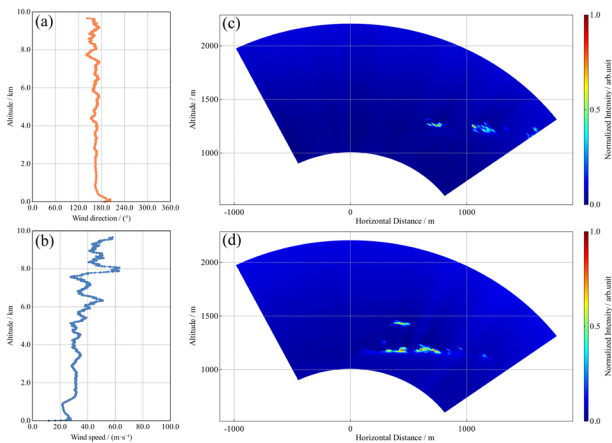 (a)
10.0
8.0
6.0
4.0
2.0
0.0
Altitude / km
0.0 60.0 120.0 180.0 240.0 300.0 360.0
Wind direction / (°)
(b)
10.0
8.0
6.0
4.0
2.0
0.0
Altitude / km
0.0 20.0 40.0 60.0 80.0 100.0
Wind speed / (m·s⁻¹)
(c)
2000
1500
1000
Altitude / m
-1000 0 1000
Horizontal Distance / m
1.0
0.5
0.0
Normalized Intensity / arb.unit
(d)
2000
1500
1000
Altitude / m
-1000 0 1000
Horizontal Distance / m
1.0
0.5
0.0
Normalized Intensity / arb.unit